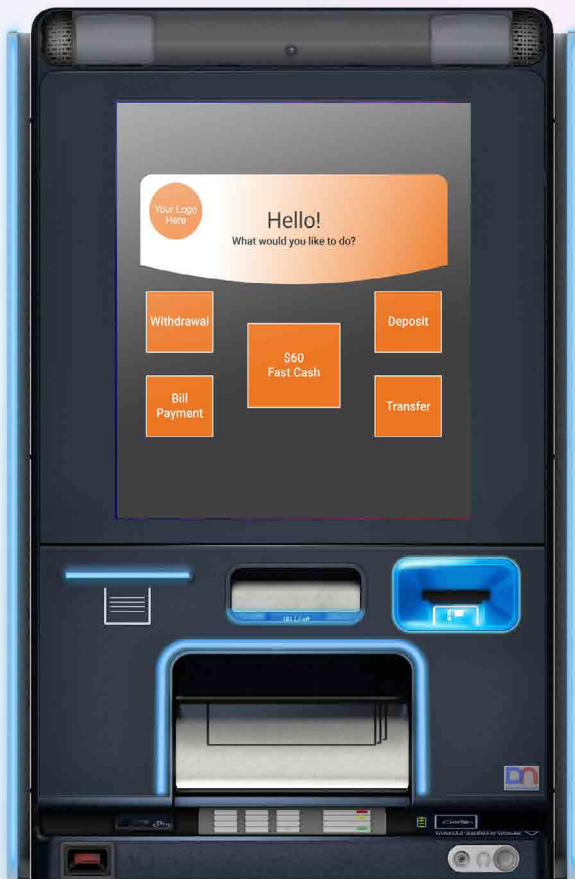 Your Logo
Here
Hello!
What would you like to do?
Withdrawal
Deposit
$60
Fast Cash
Bill
Payment
Transfer